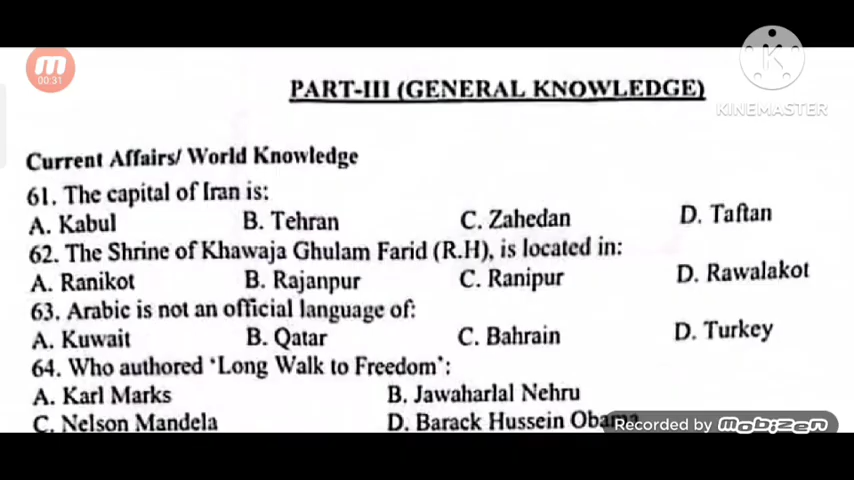 00:31
KINEMASTER
PART-III (GENERAL KNOWLEDGE)
Current Affairs/ World Knowledge
61. The capital of Iran is:
A. Kabul B. Tehran C. Zahedan D. Taftan
62. The Shrine of Khawaja Ghulam Farid (R.H), is located in:
A. Ranikot B. Rajanpur C. Ranipur D. Rawalakot
63. Arabic is not an official language of:
A. Kuwait B. Qatar C. Bahrain D. Turkey
64. Who authored ‘Long Walk to Freedom’:
A. Karl Marks B. Jawaharlal Nehru
C. Nelson Mandela D. Barack Hussein Obama
Recorded by mobizen